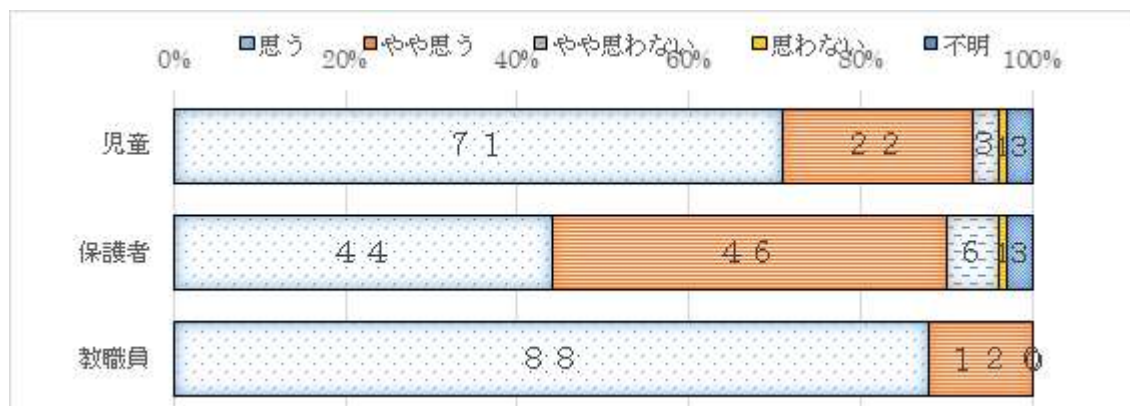 ■思う ■やや思う ■やや思わない ■思わない ■不明
0% 20% 40% 60% 80% 100%
児童 71 22 3 1 3
保護者 44 46 6 1 3
教職員 88 12 0